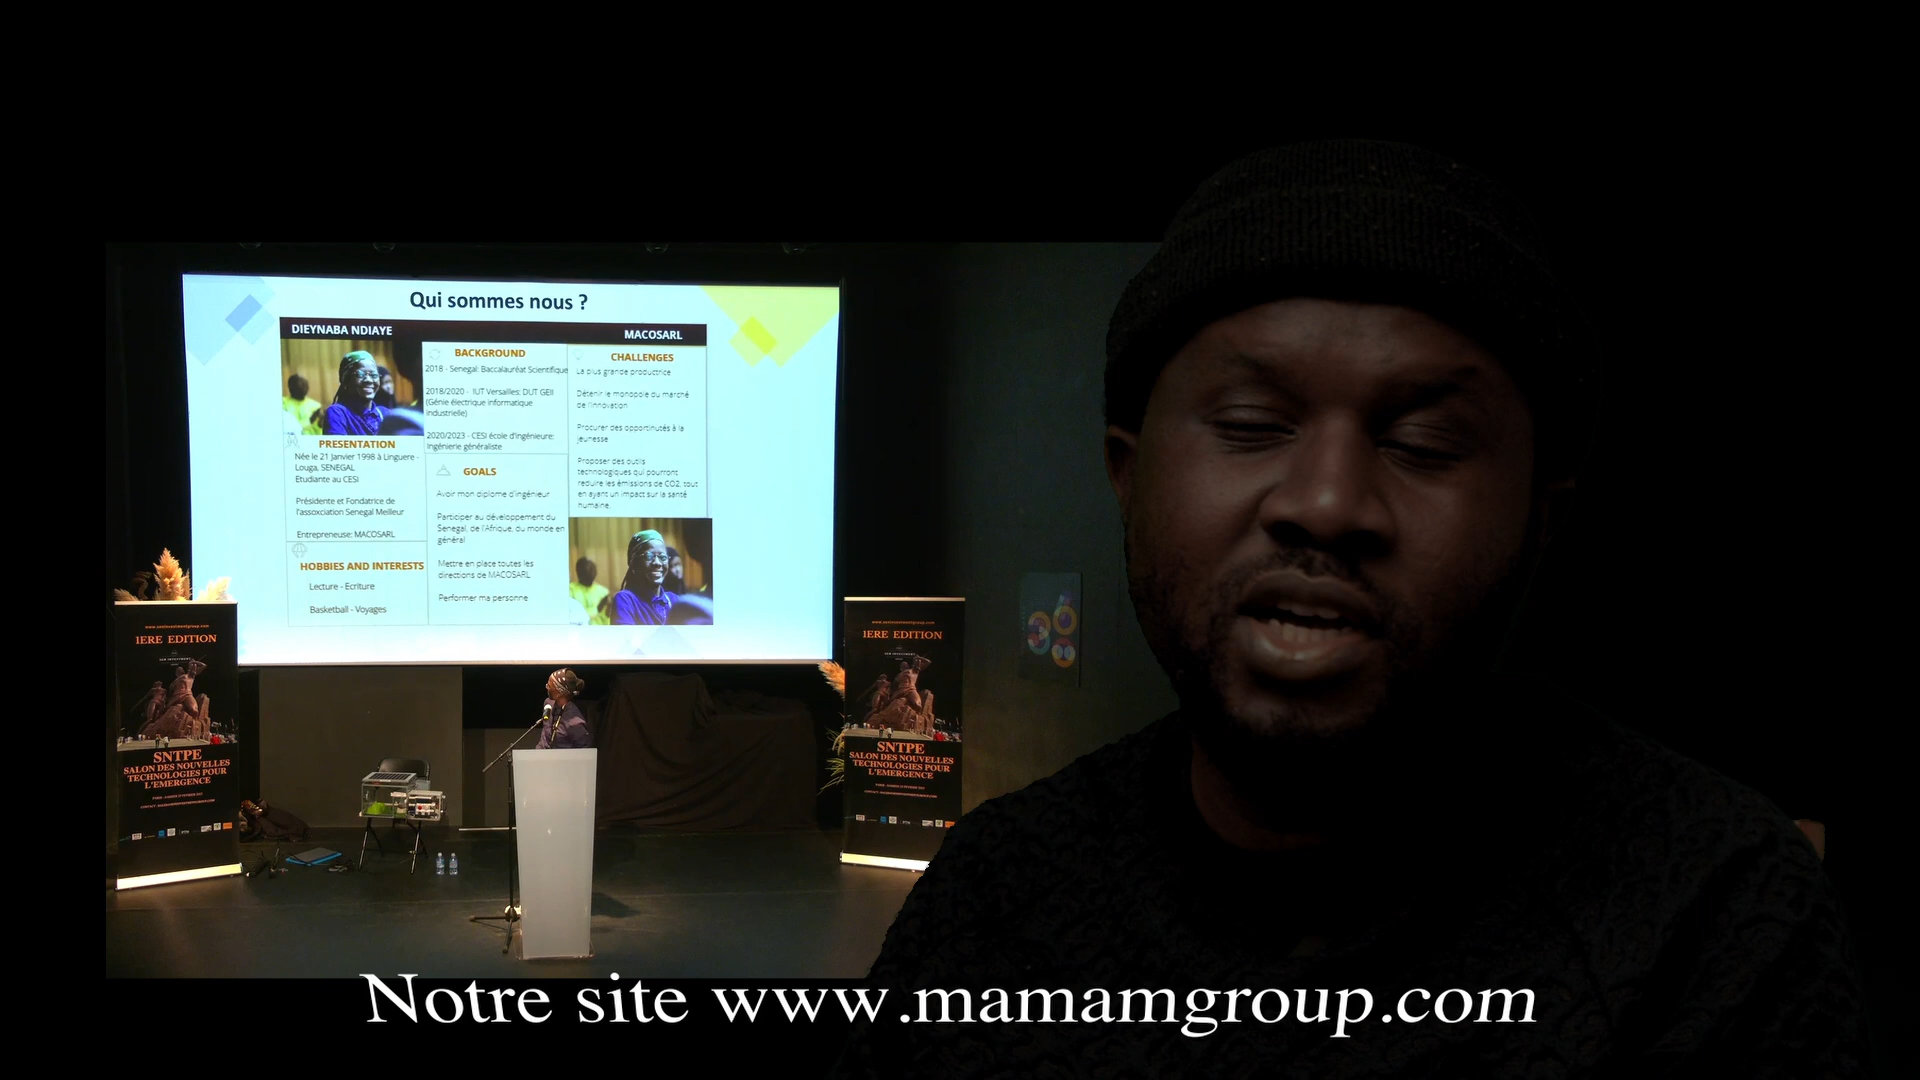 Qui sommes nous ?
DIEYNABA NDIAYE
MACOSARL
BACKGROUND
2018 - Senegal: Baccalauréat Scientifique
2018/2020 - IUT Versailles: DUT GEII
(Génie électrique informatique
industrielle)
2020/2023 - CESI école d'ingénieure:
Ingénierie généraliste
CHALLENGES
La plus grande productrice
Détenir le monopole du marché
de l'innovation
Procurer des opportinutés à la
jeunesse
Proposer des outils
technologiques qui pourront
reduire les émissions de CO2, tout
en ayant un impact sur la santé
humaine.
PRESENTATION
Née le 21 Janvier 1998 à Linguere -
Louga, SENEGAL
Etudiante au CESI
Présidente et Fondatrice de
l'assoxciation Senegal Meilleur
Entrepreneuse: MACOSARL
GOALS
Avoir mon diplome d'ingénieur
Participer au développement du
Senegal, de l'Afrique, du monde en
général
Mettre en place toutes les
directions de MACOSARL
Performer ma personne
HOBBIES AND INTERESTS
Lecture - Ecriture
Basketball - Voyages
1ERE EDITION
SNTPE
SALON DES NOUVELLES
TECHNOLOGIES POUR
L'EMERGENCE
1ERE EDITION
SNTPE
SALON DES NOUVELLES
TECHNOLOGIES POUR
L'EMERGENCE
Notre site www.mamamgroup.com